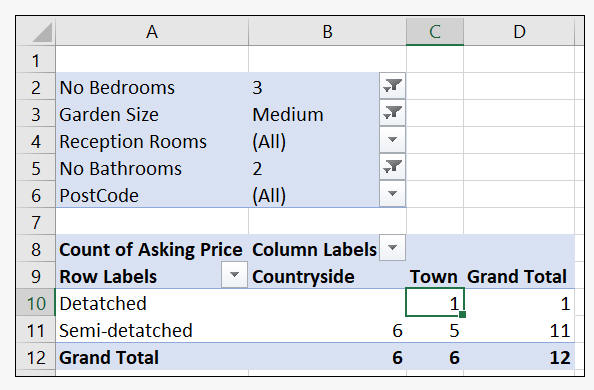 A B C D
1
2 No Bedrooms 3
3 Garden Size Medium
4 Reception Rooms (All)
5 No Bathrooms 2
6 PostCode (All)
7
8 Count of Asking Price Column Labels
9 Row Labels Countryside Town Grand Total
10 Detatched 1 1
11 Semi-detatched 6 5 11
12 Grand Total 6 6 12